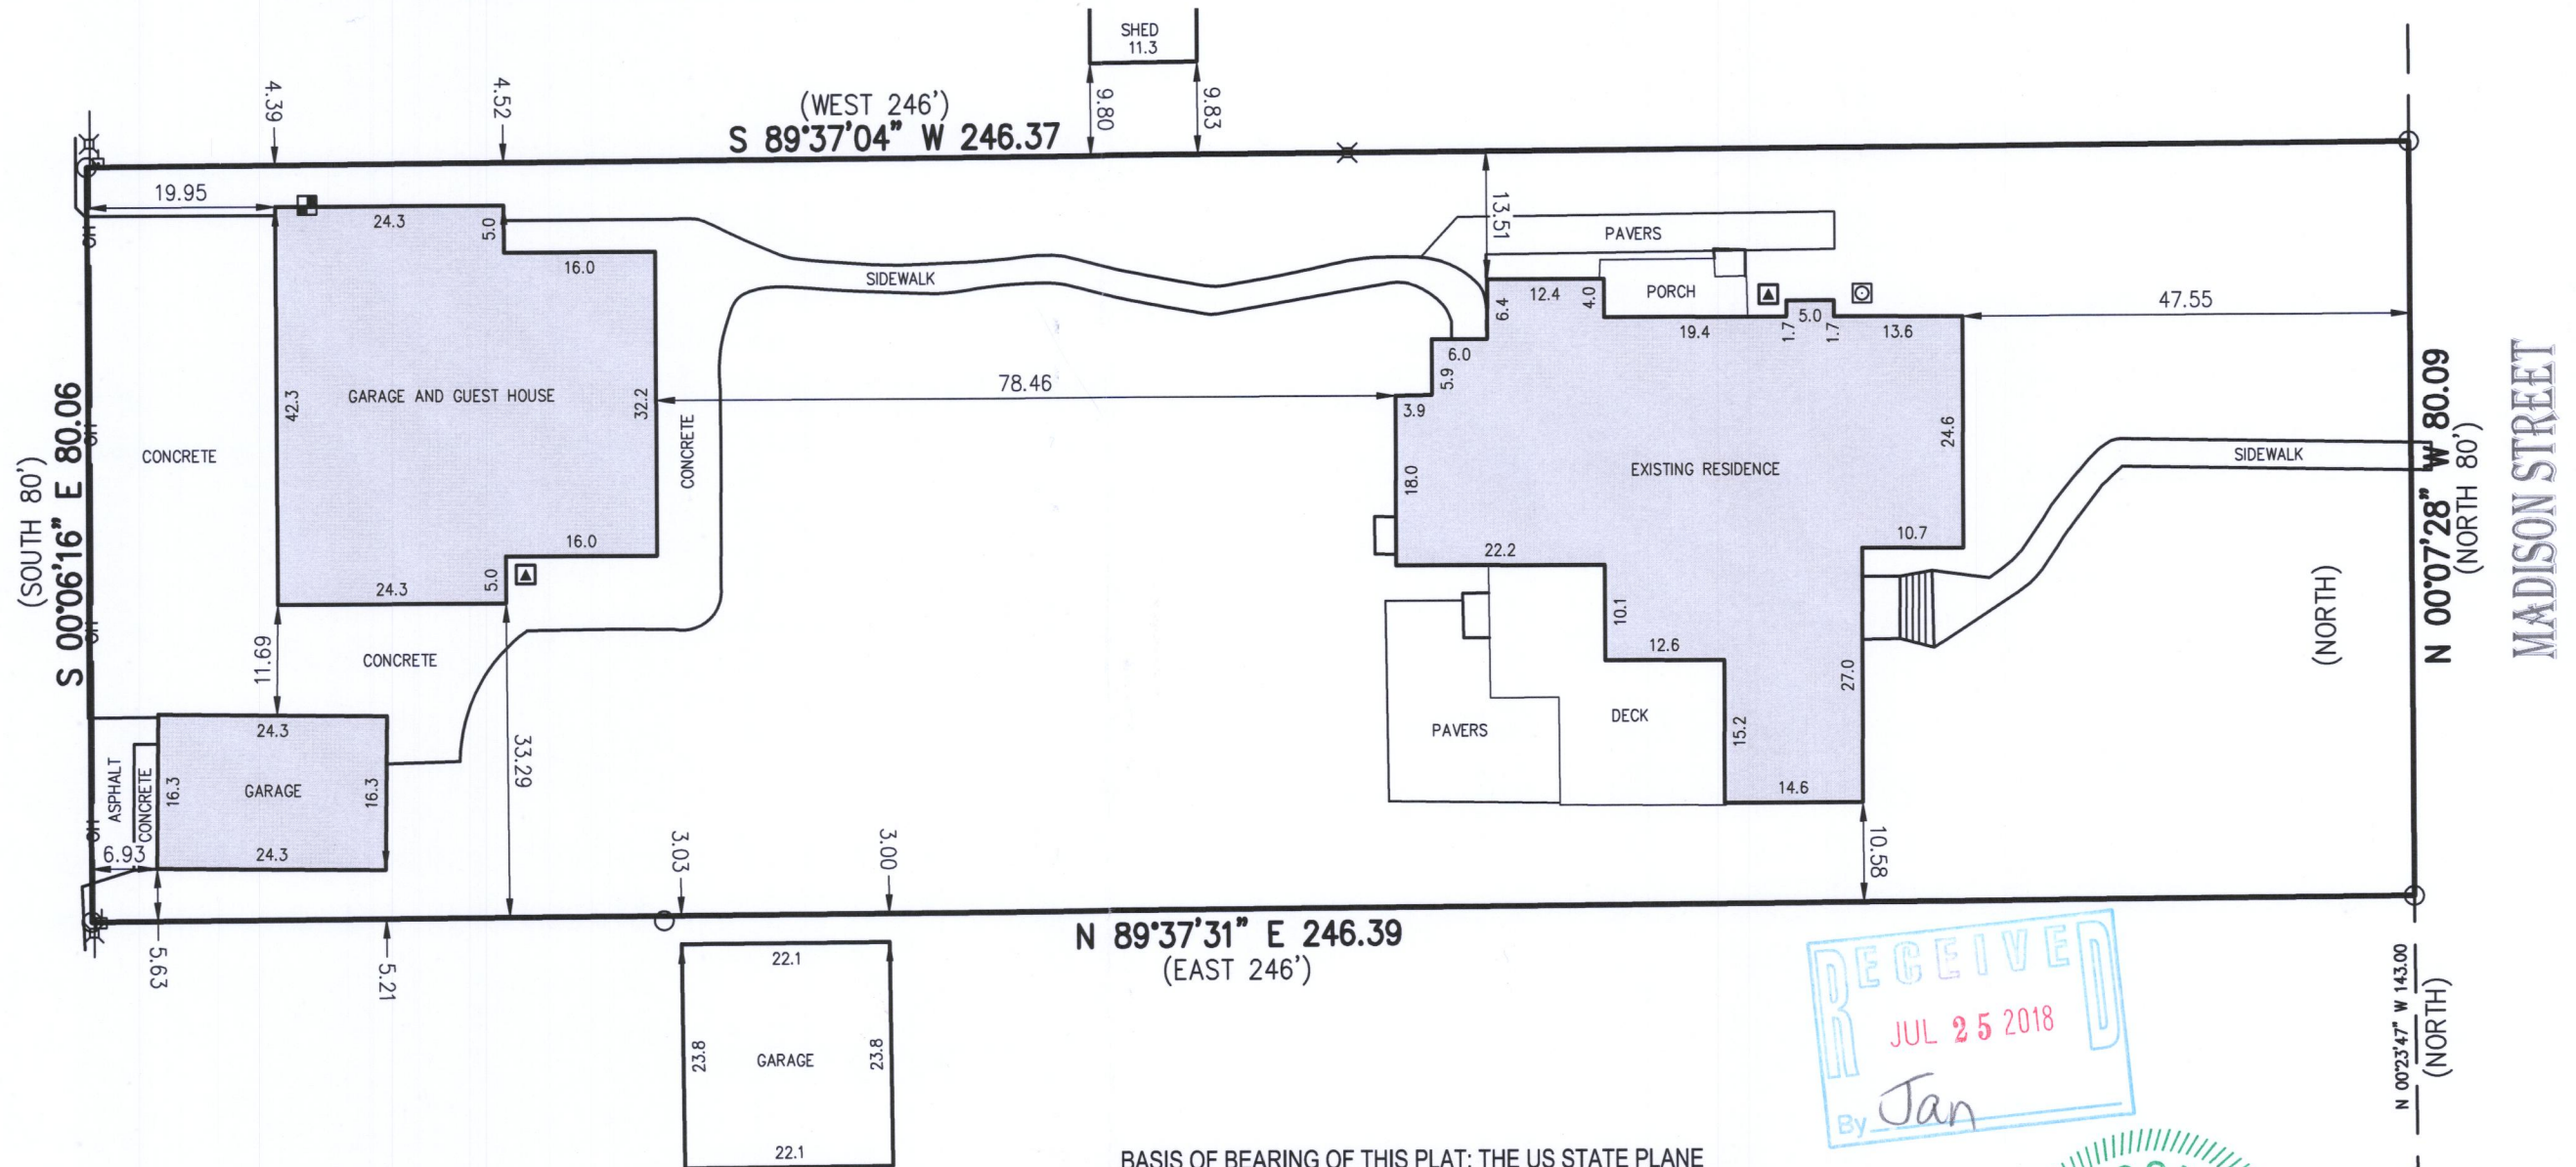 SHED
11.3
9.80
9.83
4.39
4.52
(WEST 246')
S 89°37'04" W 246.37
19.95
24.3
5.0
16.0
13.51
PAVERS
SIDEWALK
PORCH
12.4
4.0
6.4
19.4
1.7
5.0
1.7
13.6
47.55
6.0
5.9
78.46
3.9
42.3
GARAGE AND GUEST HOUSE
32.2
CONCRETE
CONCRETE
18.0
EXISTING RESIDENCE
24.6
SIDEWALK
(SOUTH 80')
S 00°06'16" E 80.06
OH
OH
OH
OH
N 00°07'28" W 80.09
(NORTH 80')
MADISON STREET
(NORTH)
16.0
22.2
10.7
5.0
24.3
10.1
12.6
27.0
11.69
CONCRETE
33.29
PAVERS
DECK
15.2
14.6
24.3
ASPHALT
CONCRETE
16.3
GARAGE
16.3
24.3
6.93
3.03
3.00
10.58
5.63
5.21
N 89°37'31" E 246.39
(EAST 246')
22.1
23.8
GARAGE
23.8
22.1
RECEIVED
JUL 25 2018
By Jan
N 00°23'47" W 143.00
(NORTH)
BASIS OF BEARING OF THIS PLAT: THE US STATE PLANE